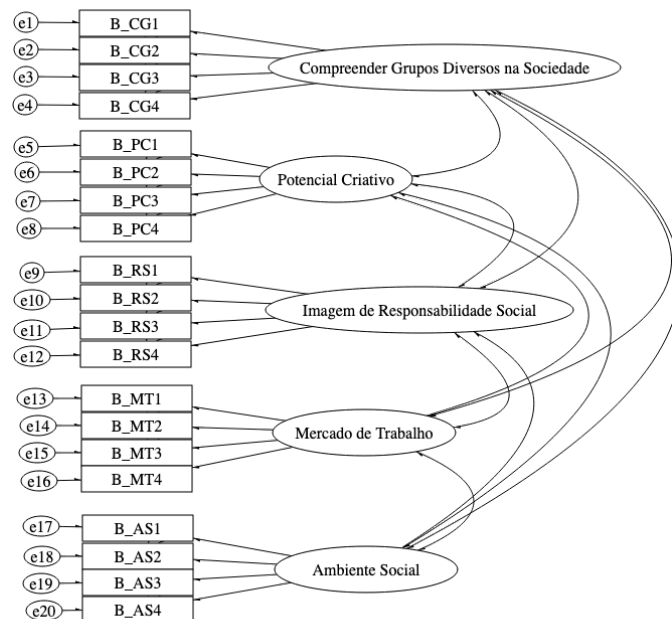 e1 B_CG1
e2 B_CG2
e3 B_CG3
e4 B_CG4
Compreender Grupos Diversos na Sociedade
e5 B_PC1
e6 B_PC2
e7 B_PC3
e8 B_PC4
Potencial Criativo
e9 B_RS1
e10 B_RS2
e11 B_RS3
e12 B_RS4
Imagem de Responsabilidade Social
e13 B_MT1
e14 B_MT2
e15 B_MT3
e16 B_MT4
Mercado de Trabalho
e17 B_AS1
e18 B_AS2
e19 B_AS3
e20 B_AS4
Ambiente Social